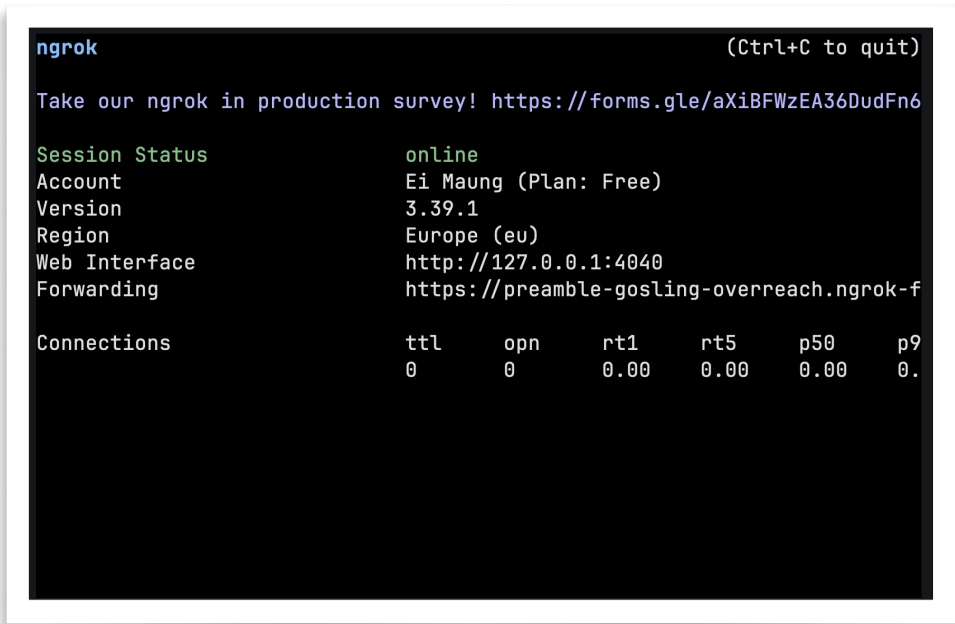 ngrok (Ctrl+C to quit)
Take our ngrok in production survey! https://forms.gle/aXiBFWzEA36DudFn6
Session Status online
Account Ei Maung (Plan: Free)
Version 3.39.1
Region Europe (eu)
Web Interface http://127.0.0.1:4040
Forwarding https://preamble-gosling-overreach.ngrok-f
Connections ttl opn rt1 rt5 p50 p9
0 0 0.00 0.00 0.00 0.